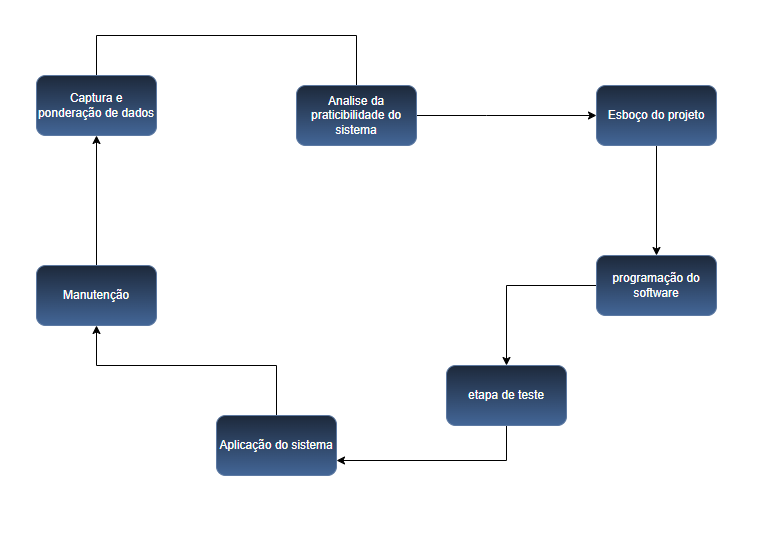 Captura e
ponderação de dados
Analise da
praticibilidade do
sistema
Esboço do projeto
programação do
software
etapa de teste
Aplicação do sistema
Manutenção